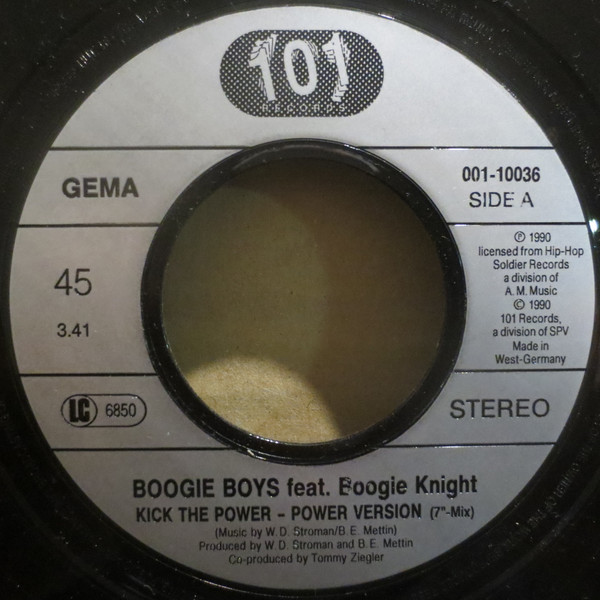 101
RECORDS
GEMA
001-10036
SIDE A
45
3.41
℗ 1990
licensed from Hip-Hop
Soldier Records
a division of
A. M. Music
© 1990
101 Records,
a division of SPV
Made in
West-Germany
LC 6850
STEREO
BOOGIE BOYS feat. Boogie Knight
KICK THE POWER - POWER VERSION (7"-Mix)
(Music by W. D. Stroman/B. E. Mettin)
Produced by W. D. Stroman and B. E. Mettin
Co-produced by Tommy Ziegler